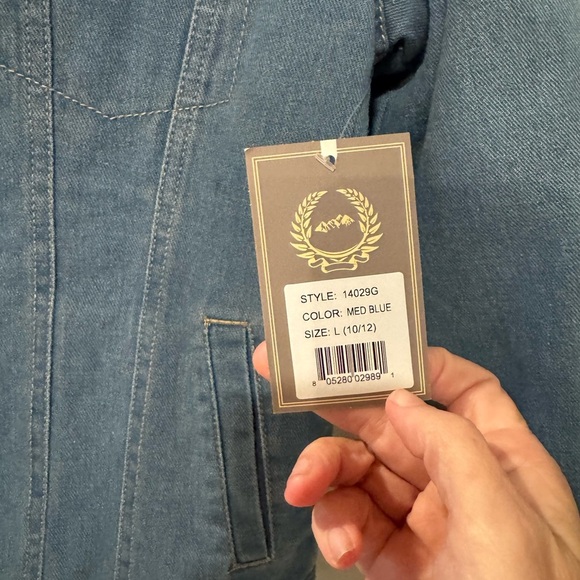 STYLE: 14029G
COLOR: MED BLUE
SIZE: L (10/12)
8 05280 02989 1